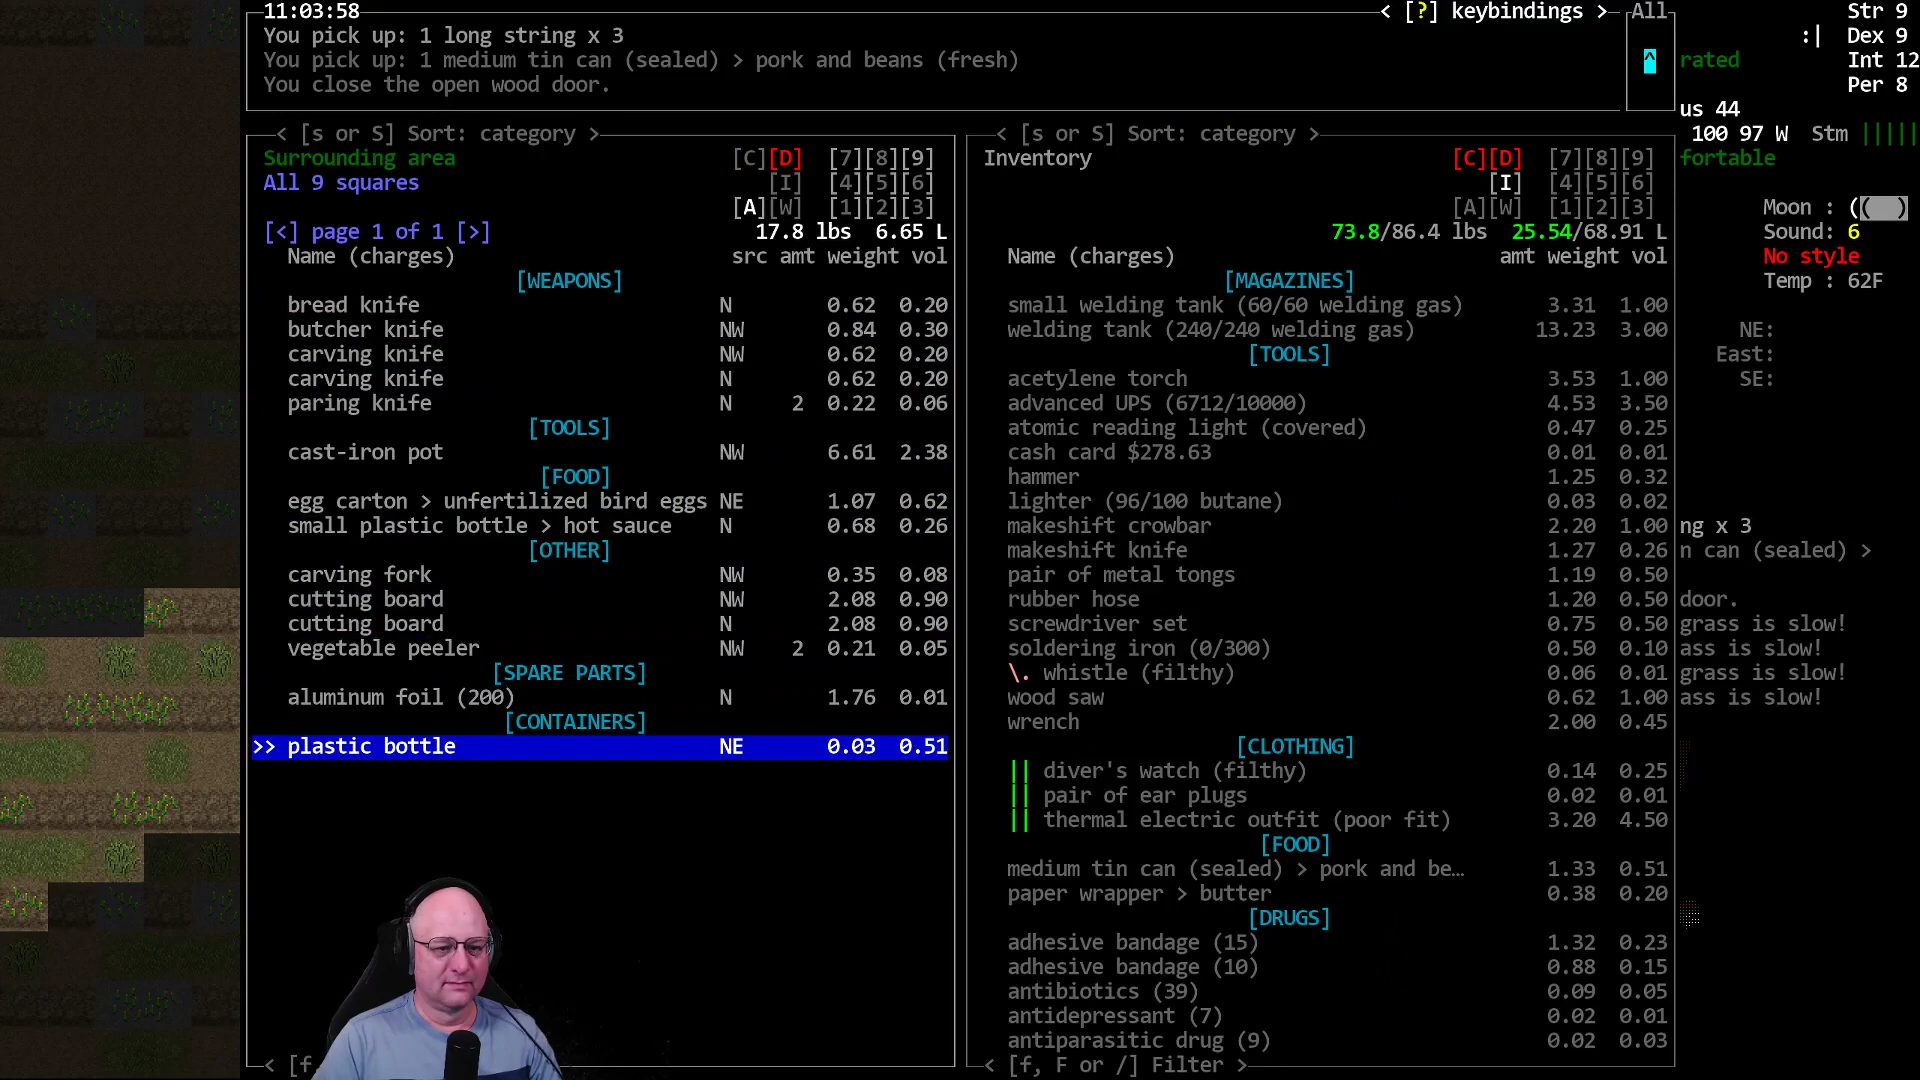 11:03:58
< [?] keybindings >
All
Str 9
You pick up: 1 long string x 3
:| Dex 9
You pick up: 1 medium tin can (sealed) > pork and beans (fresh)
^ rated Int 12
You close the open wood door.
Per 8
us 44
< [s or S] Sort: category >
< [s or S] Sort: category >
100 97 W Stm |||||
Surrounding area [C][D] [7][8][9]
Inventory [C][D] [7][8][9]
fortable
All 9 squares [I] [4][5][6]
[I] [4][5][6]
[A][W] [1][2][3]
[A][W] [1][2][3]
Moon : (( )
[<] page 1 of 1 [>] 17.8 lbs 6.65 L
73.8/86.4 lbs 25.54/68.91 L
Sound: 6
Name (charges) src amt weight vol
Name (charges) amt weight vol
No style
[WEAPONS]
[MAGAZINES]
Temp : 62F
bread knife N 0.62 0.20
small welding tank (60/60 welding gas) 3.31 1.00
butcher knife NW 0.84 0.30
welding tank (240/240 welding gas) 13.23 3.00
NE:
carving knife NW 0.62 0.20
[TOOLS]
East:
carving knife N 0.62 0.20
acetylene torch 3.53 1.00
SE:
paring knife N 2 0.22 0.06
advanced UPS (6712/10000) 4.53 3.50
[TOOLS]
atomic reading light (covered) 0.47 0.25
cast-iron pot NW 6.61 2.38
cash card $278.63 0.01 0.01
[FOOD]
hammer 1.25 0.32
egg carton > unfertilized bird eggs NE 1.07 0.62
lighter (96/100 butane) 0.03 0.02
small plastic bottle > hot sauce N 0.68 0.26
makeshift crowbar 2.20 1.00
ng x 3
[OTHER]
makeshift knife 1.27 0.26
n can (sealed) >
carving fork NW 0.35 0.08
pair of metal tongs 1.19 0.50
cutting board NW 2.08 0.90
rubber hose 1.20 0.50
door.
cutting board N 2.08 0.90
screwdriver set 0.75 0.50
grass is slow!
vegetable peeler NW 2 0.21 0.05
soldering iron (0/300) 0.50 0.10
ass is slow!
[SPARE PARTS]
\. whistle (filthy) 0.06 0.01
grass is slow!
aluminum foil (200) N 1.76 0.01
wood saw 0.62 1.00
ass is slow!
[CONTAINERS]
wrench 2.00 0.45
>> plastic bottle NE 0.03 0.51
[CLOTHING]
|| diver's watch (filthy) 0.14 0.25
|| pair of ear plugs 0.02 0.01
|| thermal electric outfit (poor fit) 3.20 4.50
[FOOD]
medium tin can (sealed) > pork and be… 1.33 0.51
paper wrapper > butter 0.38 0.20
[DRUGS]
adhesive bandage (15) 1.32 0.23
adhesive bandage (10) 0.88 0.15
antibiotics (39) 0.09 0.05
antidepressant (7) 0.02 0.01
antiparasitic drug (9) 0.02 0.03
< [f,
< [f, F or /] Filter >